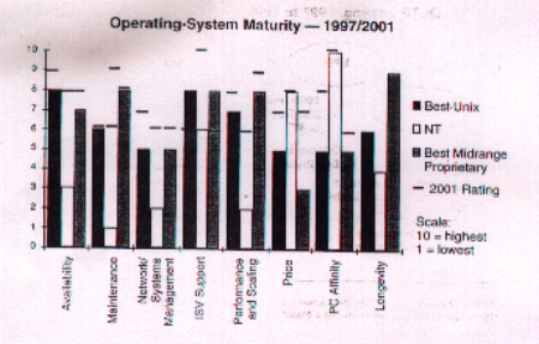 Operating-System Maturity — 1997/2001
10
9
8
7
6
5
4
3
2
1
0
Availability
Maintenance
Network/
Systems
Management
ISV Support
Performance
and Scaling
Price
PC Affinity
Longevity
Best-Unix
NT
Best Midrange
Proprietary
2001 Rating
Scale:
10 = highest
1 = lowest